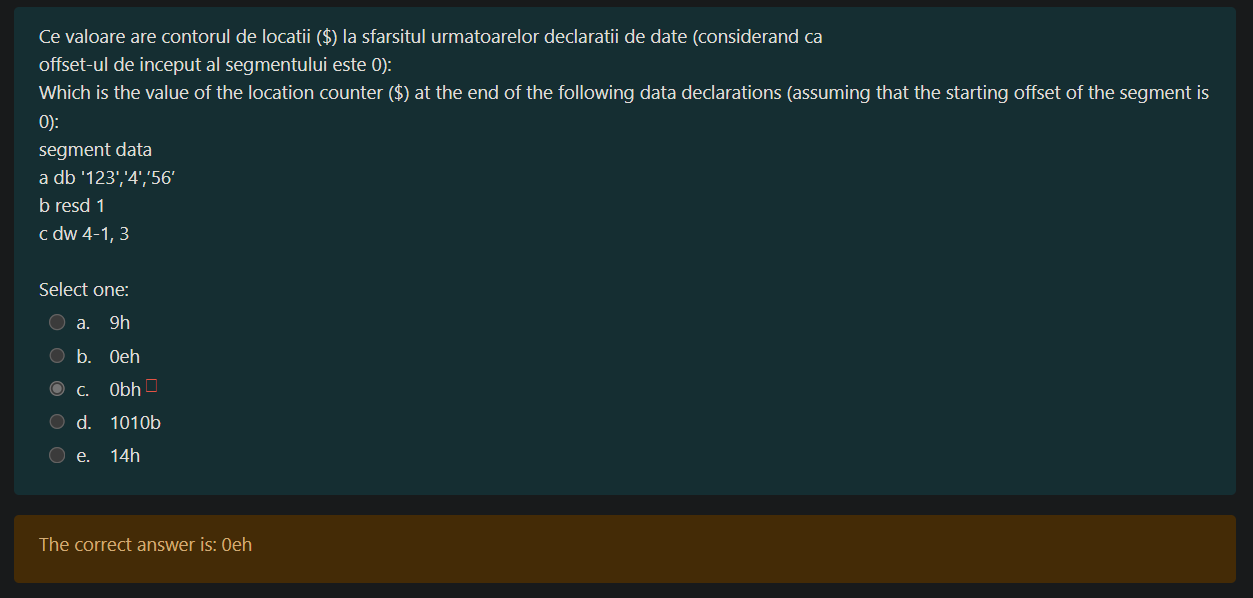 Ce valoare are contorul de locatii ($) la sfarsitul urmatoarelor declaratii de date (considerand ca
offset-ul de inceput al segmentului este 0):
Which is the value of the location counter ($) at the end of the following data declarations (assuming that the starting offset of the segment is
0):
segment data
a db '123','4','56’
b resd 1
c dw 4-1, 3
Select one:
a. 9h
b. 0eh
c. 0bh
d. 1010b
e. 14h
The correct answer is: 0eh